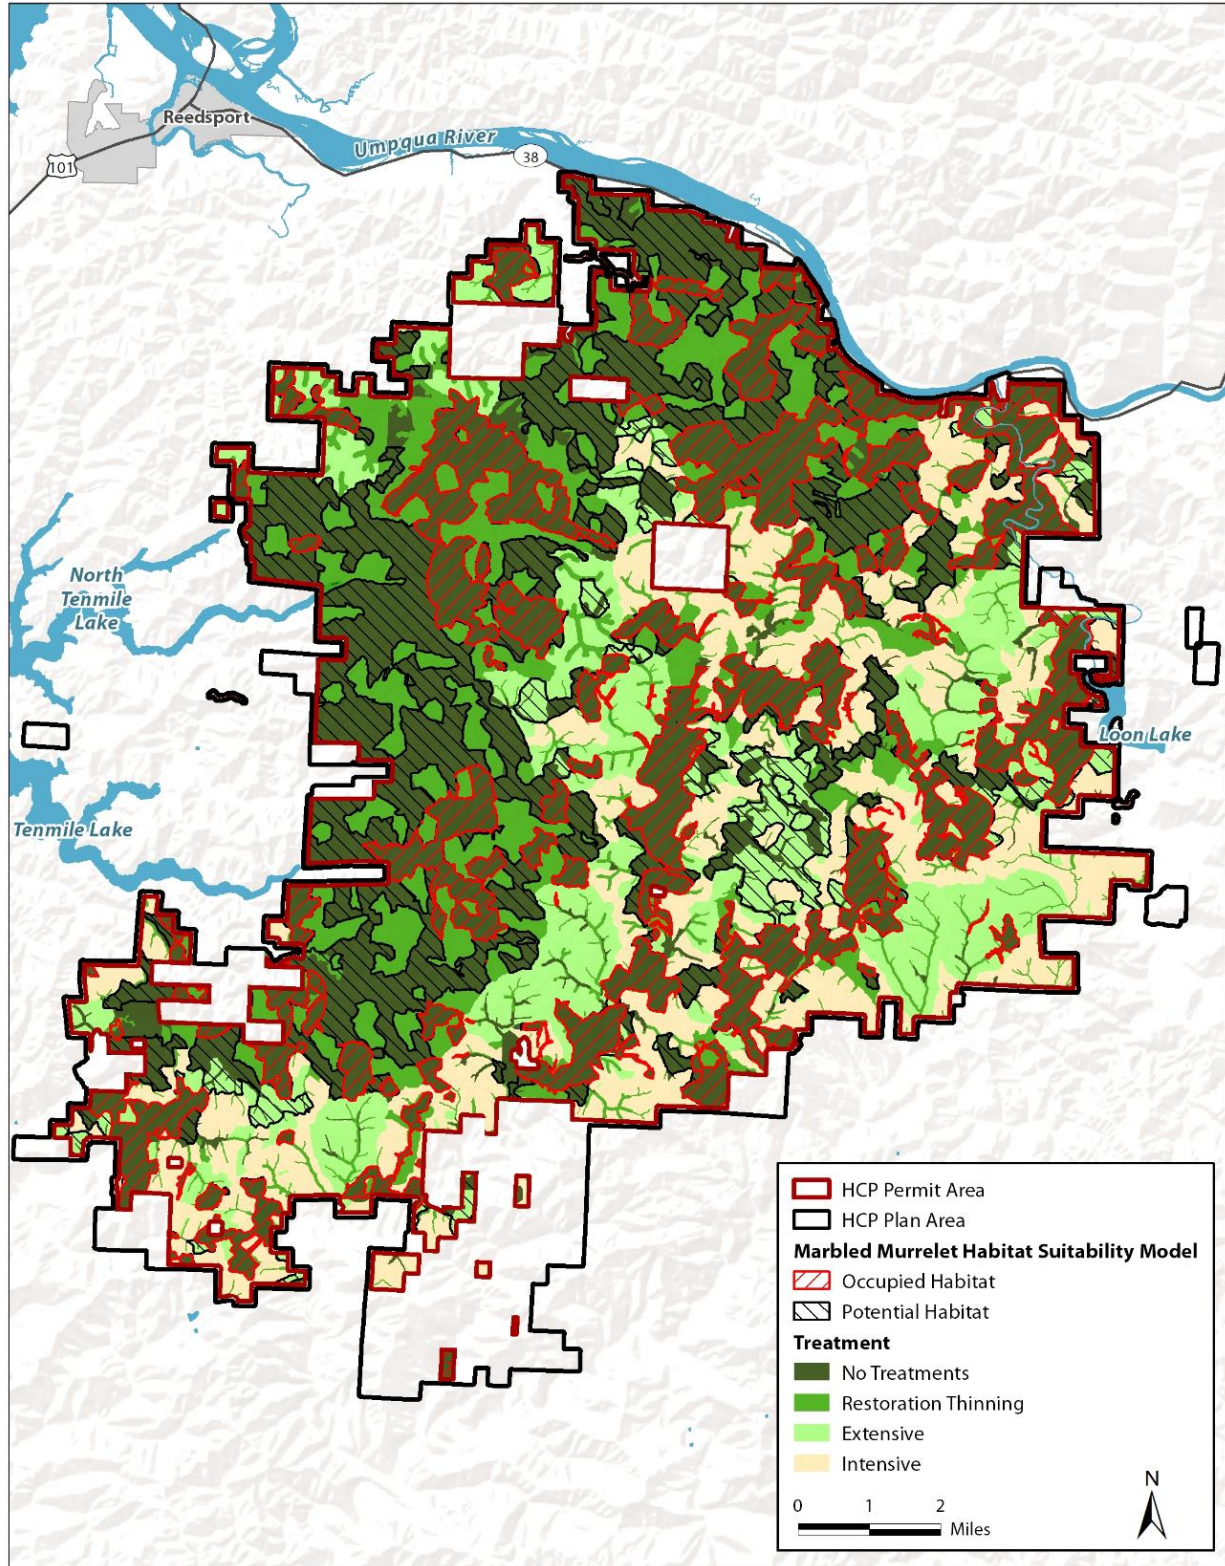 Reedsport
Umpqua River
38
101
North
Tenmile
Lake
Loon Lake
Tenmile Lake
HCP Permit Area
HCP Plan Area
Marbled Murrelet Habitat Suitability Model
Occupied Habitat
Potential Habitat
Treatment
No Treatments
Restoration Thinning
Extensive
Intensive
N
0 1 2
Miles